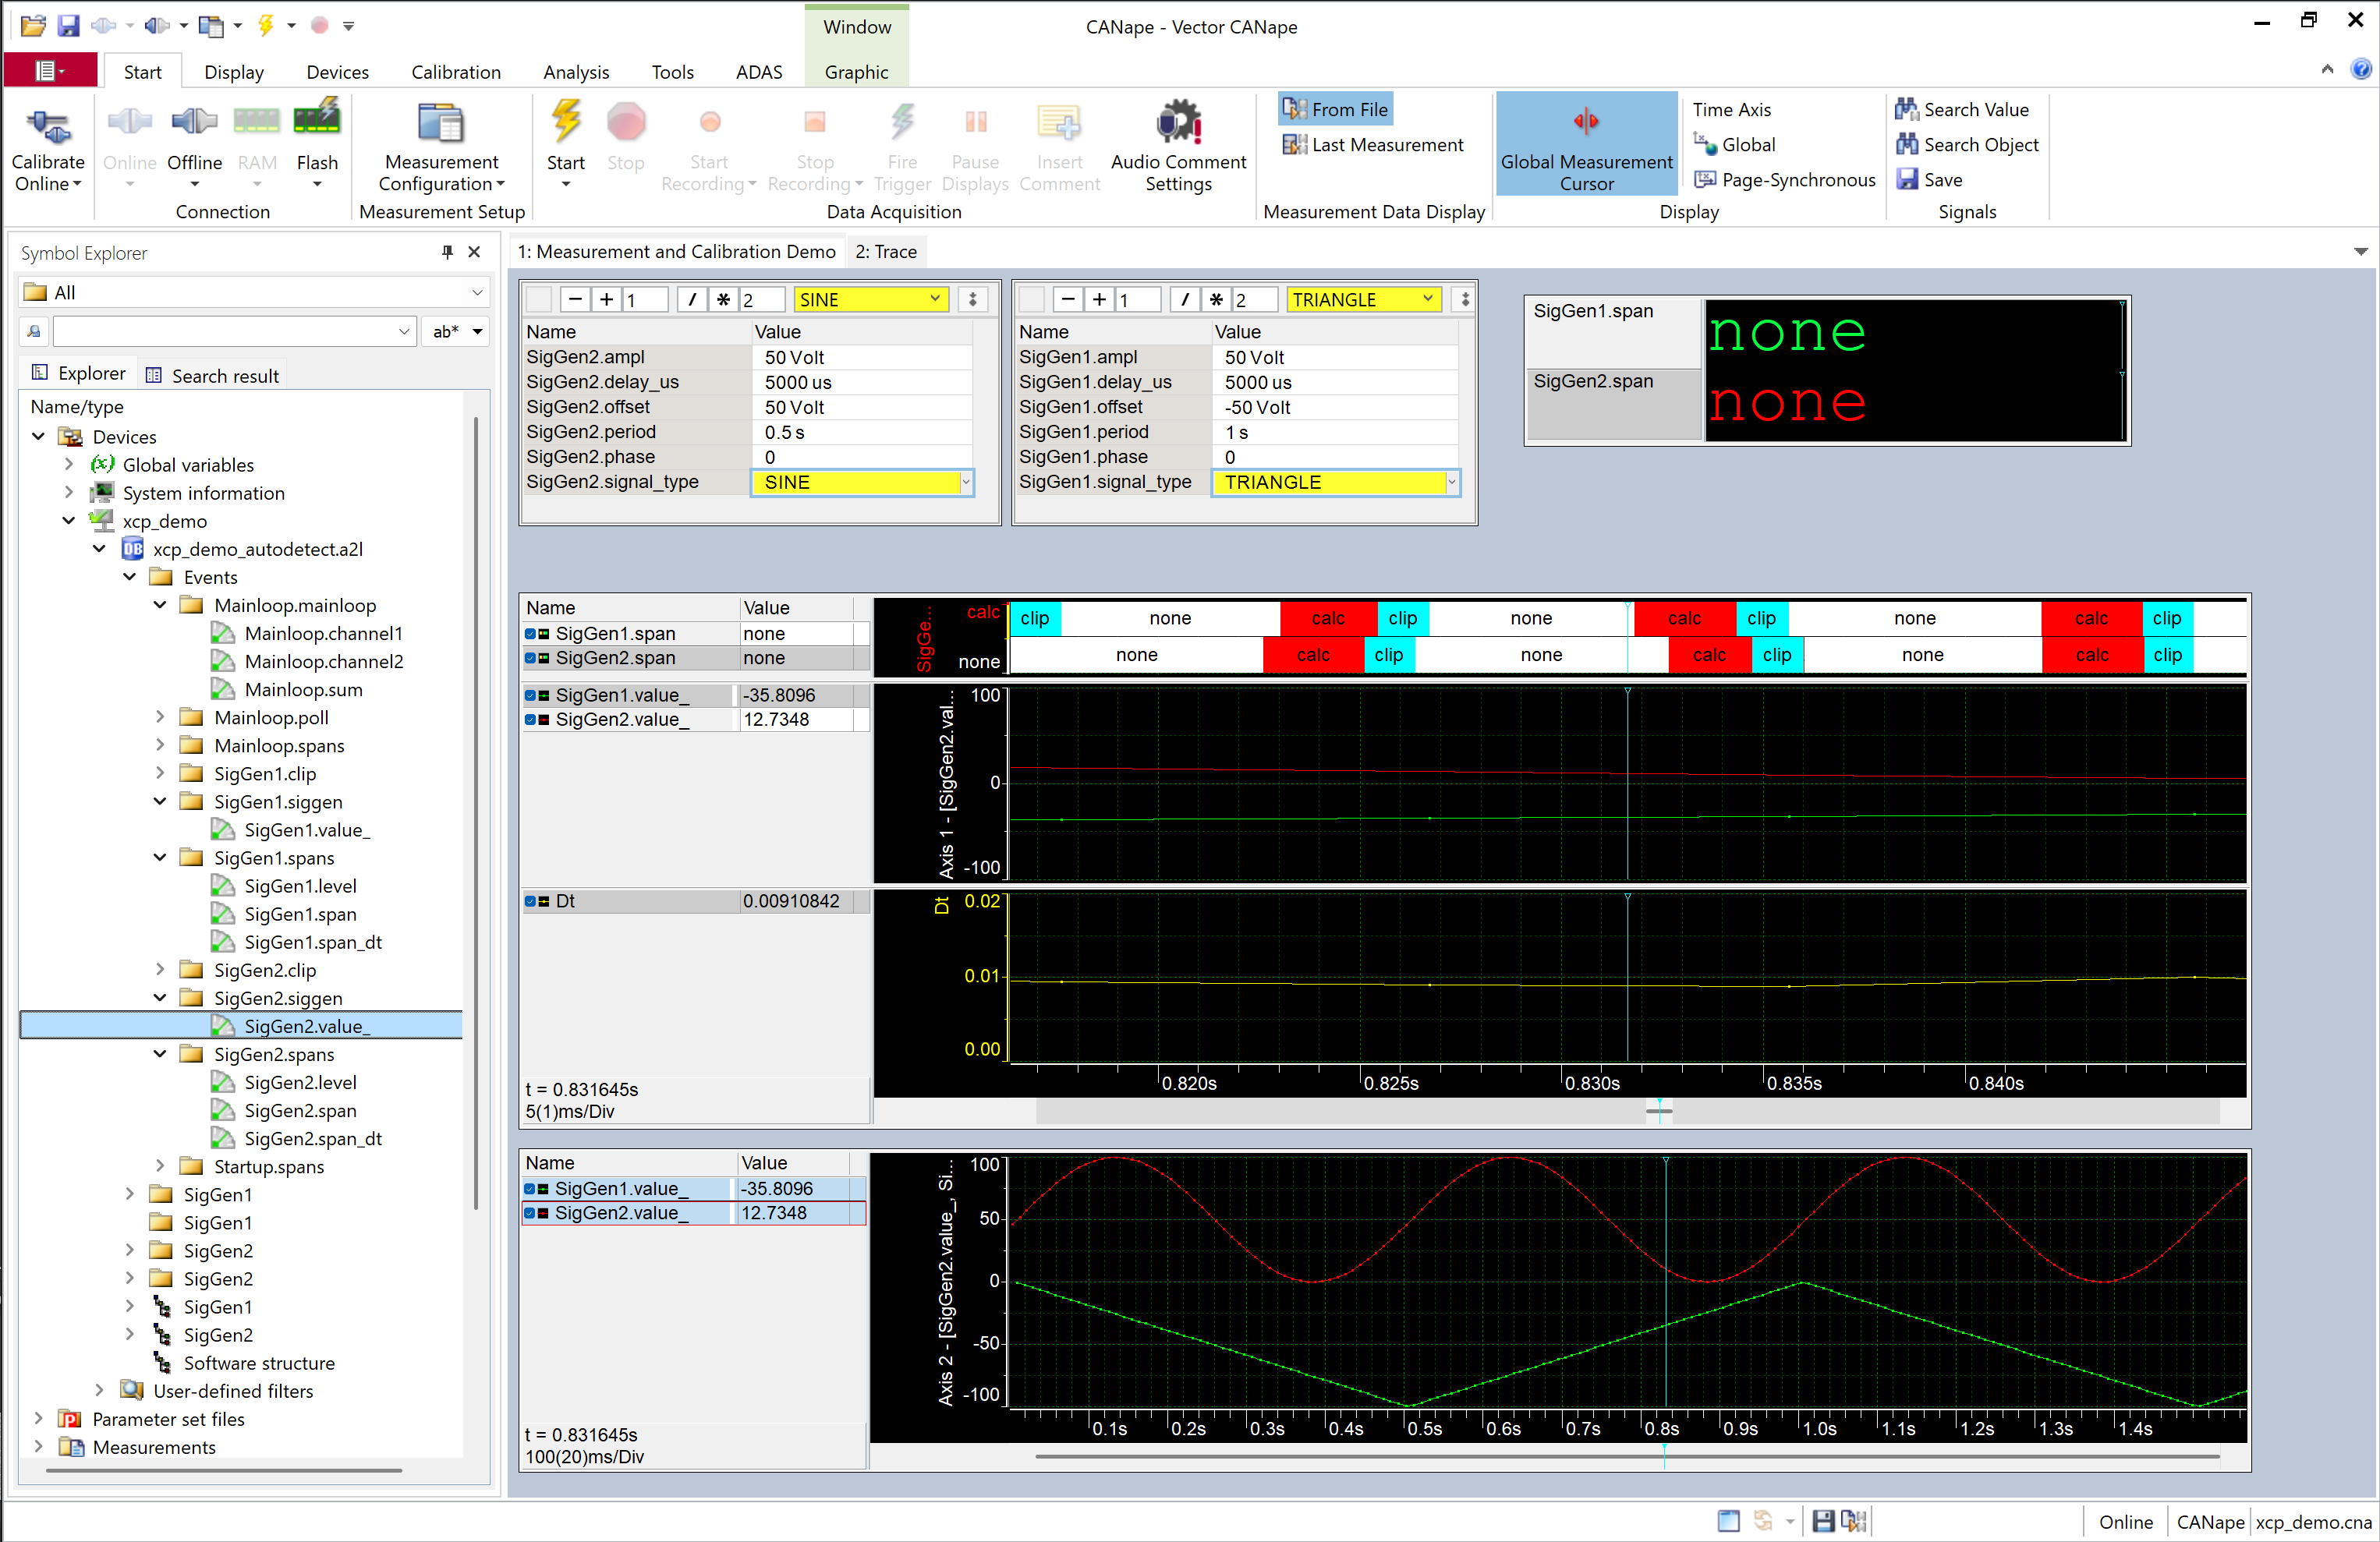 Window
CANape - Vector CANape
Start Display Devices Calibration Analysis Tools ADAS Graphic
Calibrate Online
Online
Offline
RAM
Flash
Connection
Measurement Configuration
Measurement Setup
Start
Stop
Start Recording
Stop Recording
Fire Trigger
Pause Displays
Insert Comment
Audio Comment Settings
Data Acquisition
From File
Last Measurement
Measurement Data Display
Global Measurement Cursor
Time Axis
Global
Page-Synchronous
Display
Search Value
Search Object
Save
Signals
Symbol Explorer
All
ab*
Explorer Search result
Name/type
Devices
Global variables
System information
xcp_demo
DB xcp_demo_autodetect.a2l
Events
Mainloop.mainloop
Mainloop.channel1
Mainloop.channel2
Mainloop.sum
Mainloop.poll
Mainloop.spans
SigGen1.clip
SigGen1.siggen
SigGen1.value_
SigGen1.spans
SigGen1.level
SigGen1.span
SigGen1.span_dt
SigGen2.clip
SigGen2.siggen
SigGen2.value_
SigGen2.spans
SigGen2.level
SigGen2.span
SigGen2.span_dt
Startup.spans
SigGen1
SigGen1
SigGen2
SigGen2
SigGen1
SigGen2
Software structure
User-defined filters
Parameter set files
Measurements
1: Measurement and Calibration Demo 2: Trace
− + 1 / * 2 SINE
Name Value
SigGen2.ampl 50 Volt
SigGen2.delay_us 5000 us
SigGen2.offset 50 Volt
SigGen2.period 0.5 s
SigGen2.phase 0
SigGen2.signal_type SINE
− + 1 / * 2 TRIANGLE
Name Value
SigGen1.ampl 50 Volt
SigGen1.delay_us 5000 us
SigGen1.offset -50 Volt
SigGen1.period 1 s
SigGen1.phase 0
SigGen1.signal_type TRIANGLE
SigGen1.span none
SigGen2.span none
Name Value
SigGen1.span none
SigGen2.span none
SigGen1.value_ -35.8096
SigGen2.value_ 12.7348
Dt 0.00910842
t = 0.831645s
5(1)ms/Div
SigGe...
calc
none
clip none calc clip none calc clip none calc clip
none calc clip none calc clip none calc clip
Axis 1 - [SigGen2.val...
100
0
-100
Dt
0.02
0.01
0.00
0.820s 0.825s 0.830s 0.835s 0.840s
Name Value
SigGen1.value_ -35.8096
SigGen2.value_ 12.7348
t = 0.831645s
100(20)ms/Div
Axis 2 - [SigGen2.value_, Si...
100
50
0
-50
-100
0.1s 0.2s 0.3s 0.4s 0.5s 0.6s 0.7s 0.8s 0.9s 1.0s 1.1s 1.2s 1.3s 1.4s
Online CANape xcp_demo.cna